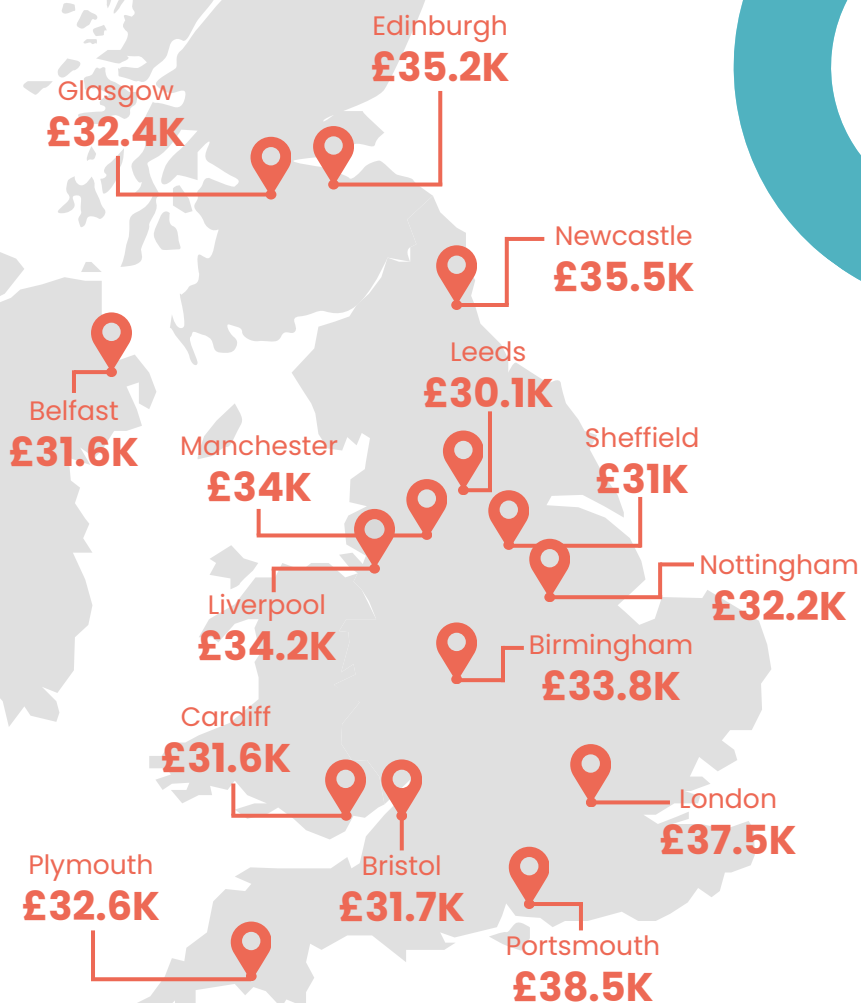 Edinburgh
£35.2K
Glasgow
£32.4K
Newcastle
£35.5K
Leeds
£30.1K
Belfast
£31.6K
Manchester
£34K
Sheffield
£31K
Nottingham
£32.2K
Liverpool
£34.2K
Birmingham
£33.8K
Cardiff
£31.6K
London
£37.5K
Plymouth
£32.6K
Bristol
£31.7K
Portsmouth
£38.5K